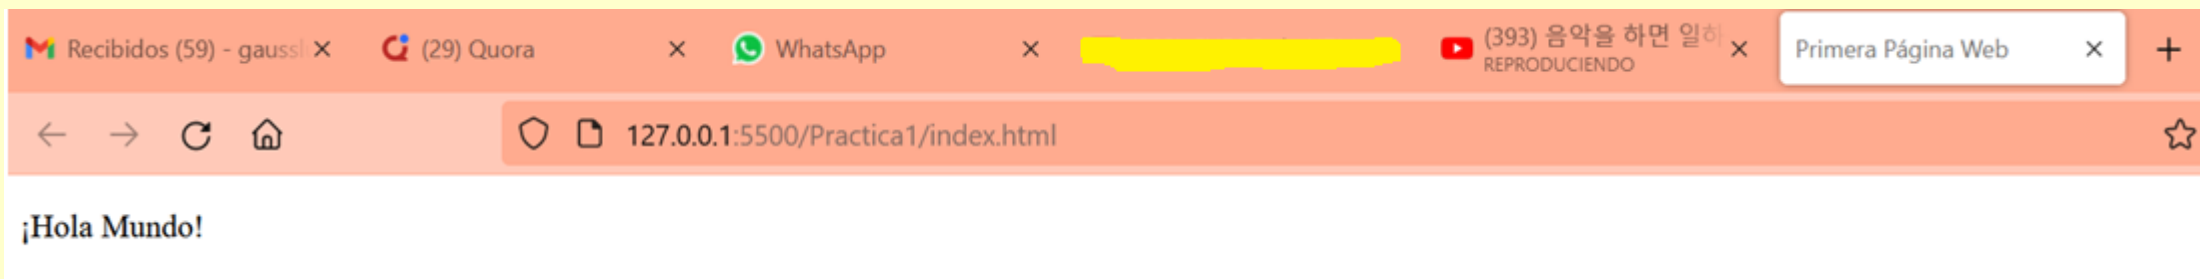 Recibidos (59) - gaussl
(29) Quora
WhatsApp
(393) 음악을 하면 일하
REPRODUCIENDO
Primera Página Web
127.0.0.1:5500/Practica1/index.html
¡Hola Mundo!